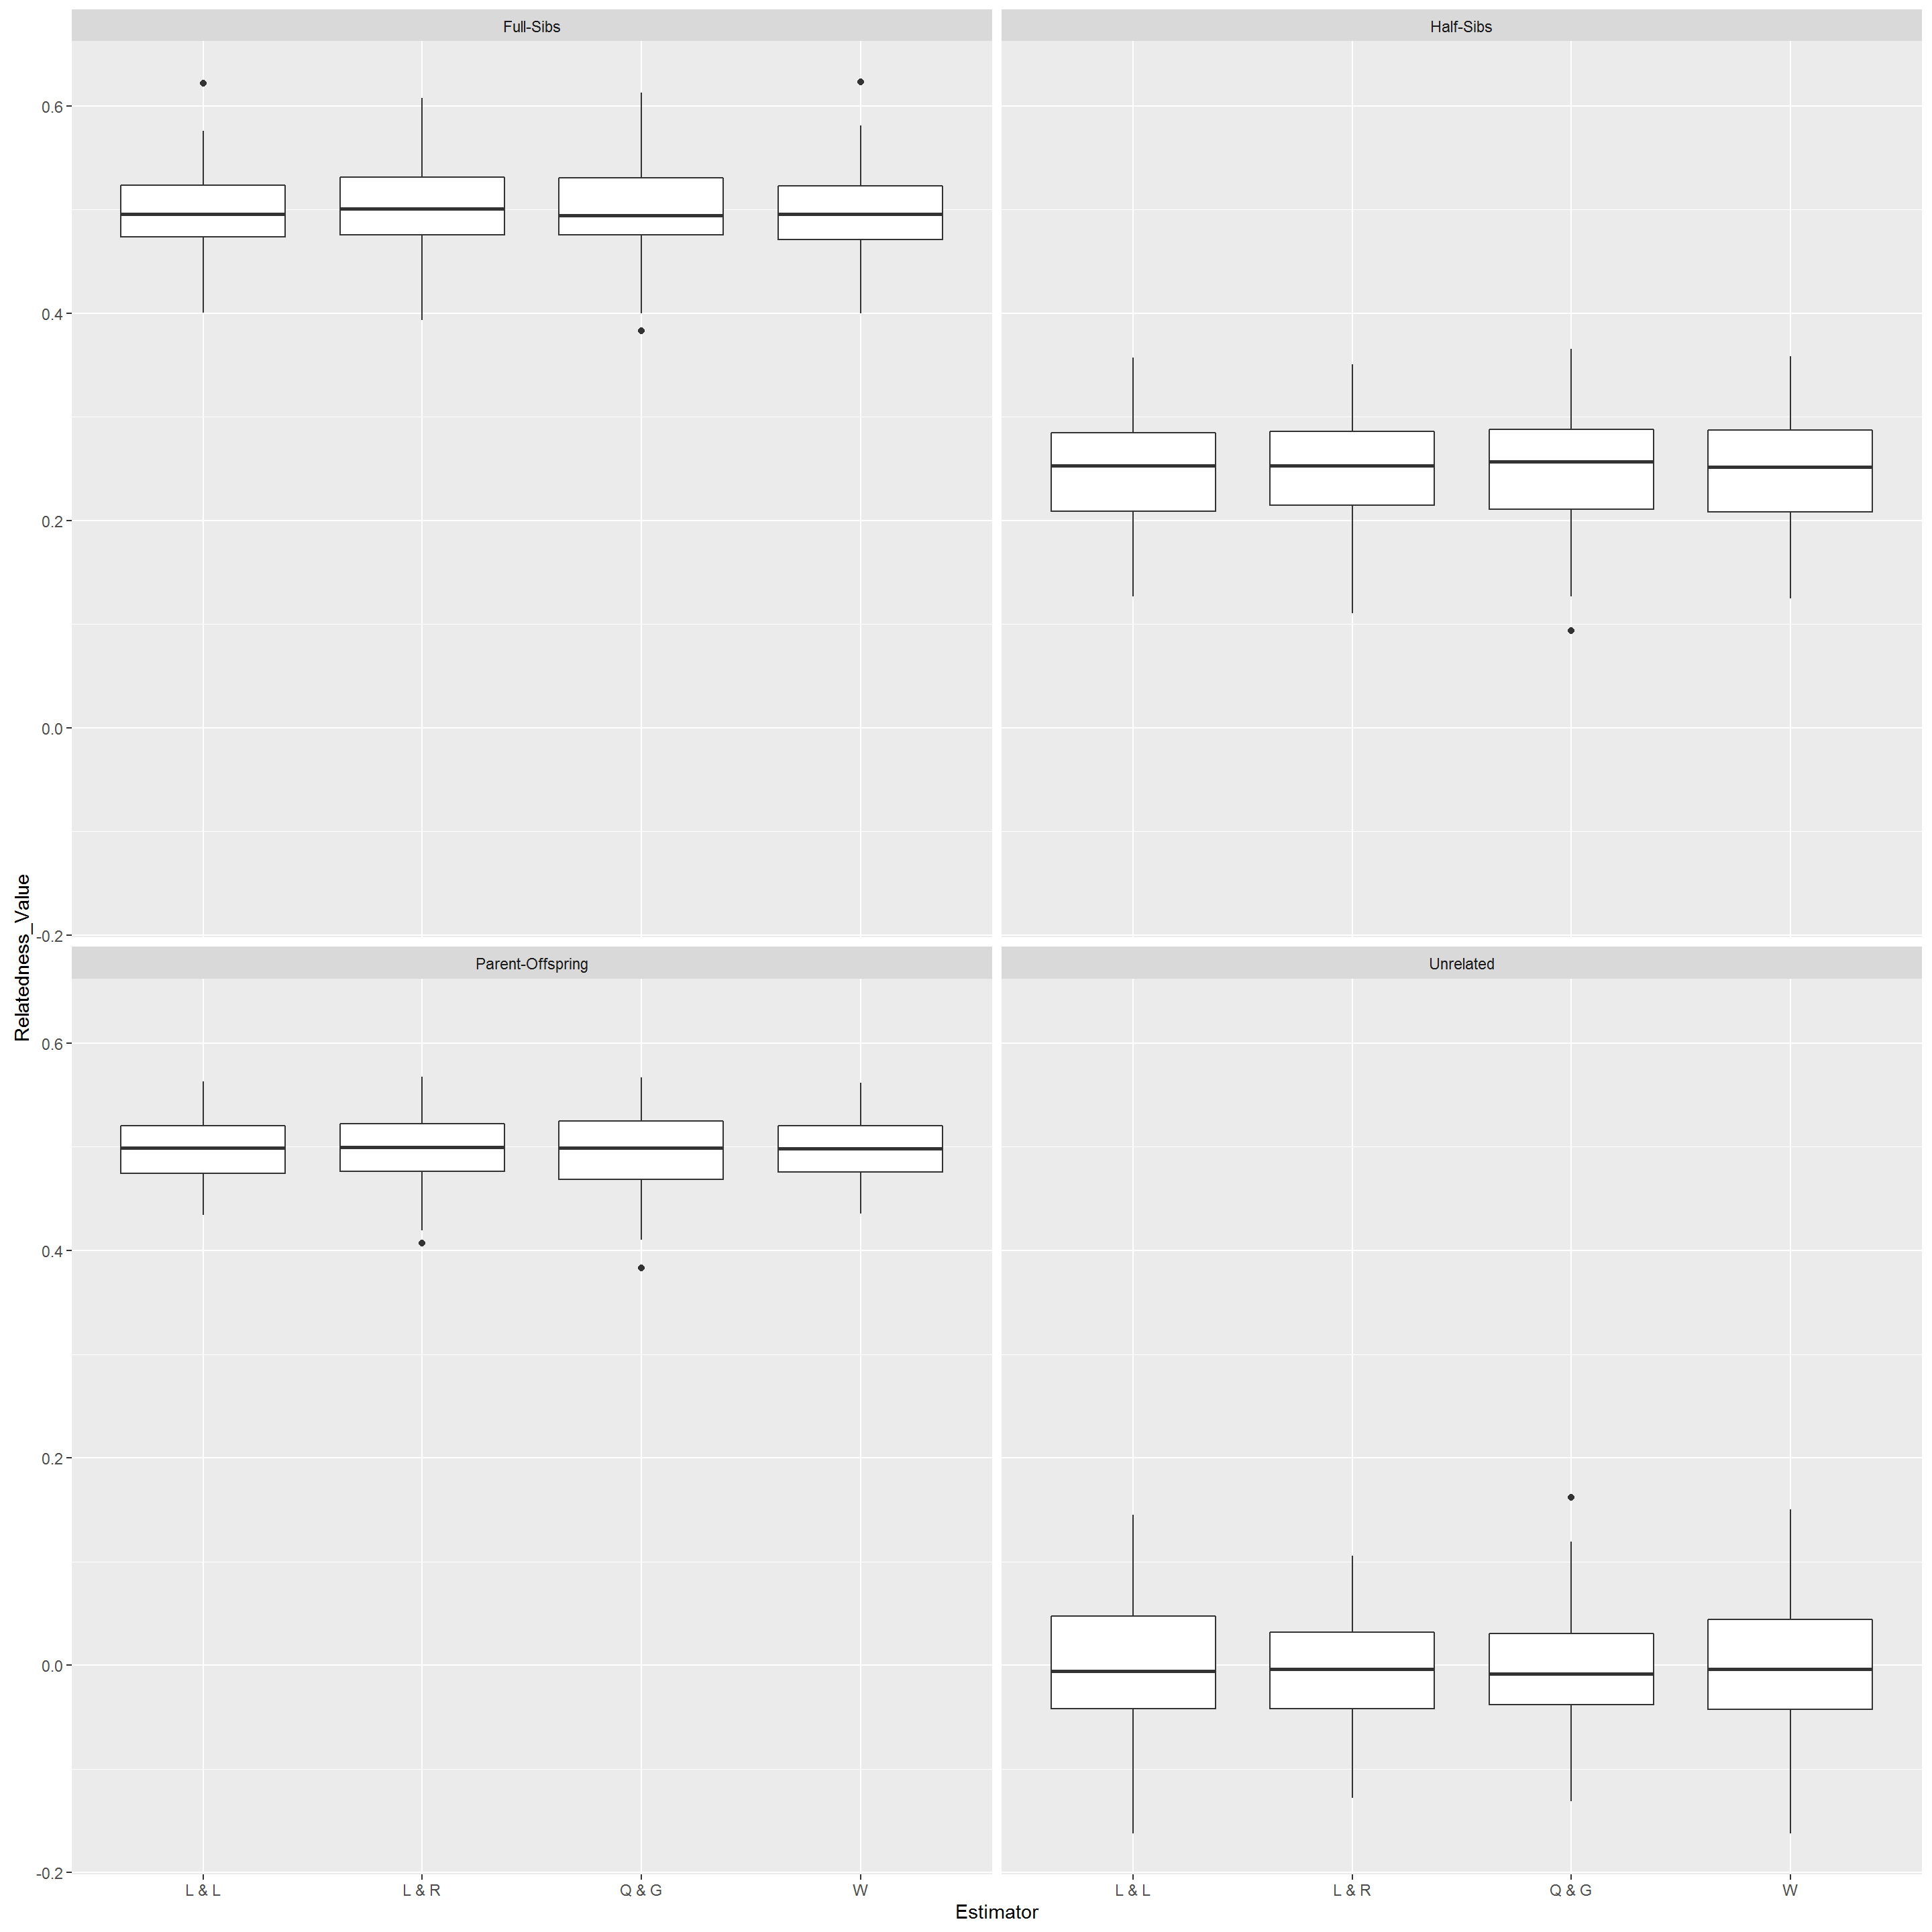 Full-Sibs
Half-Sibs
0.6
0.4
0.2
0.0
-0.2
Relatedness_Value
Parent-Offspring
Unrelated
0.6
0.4
0.2
0.0
-0.2
L & L
L & R
Q & G
W
L & L
L & R
Q & G
W
Estimator